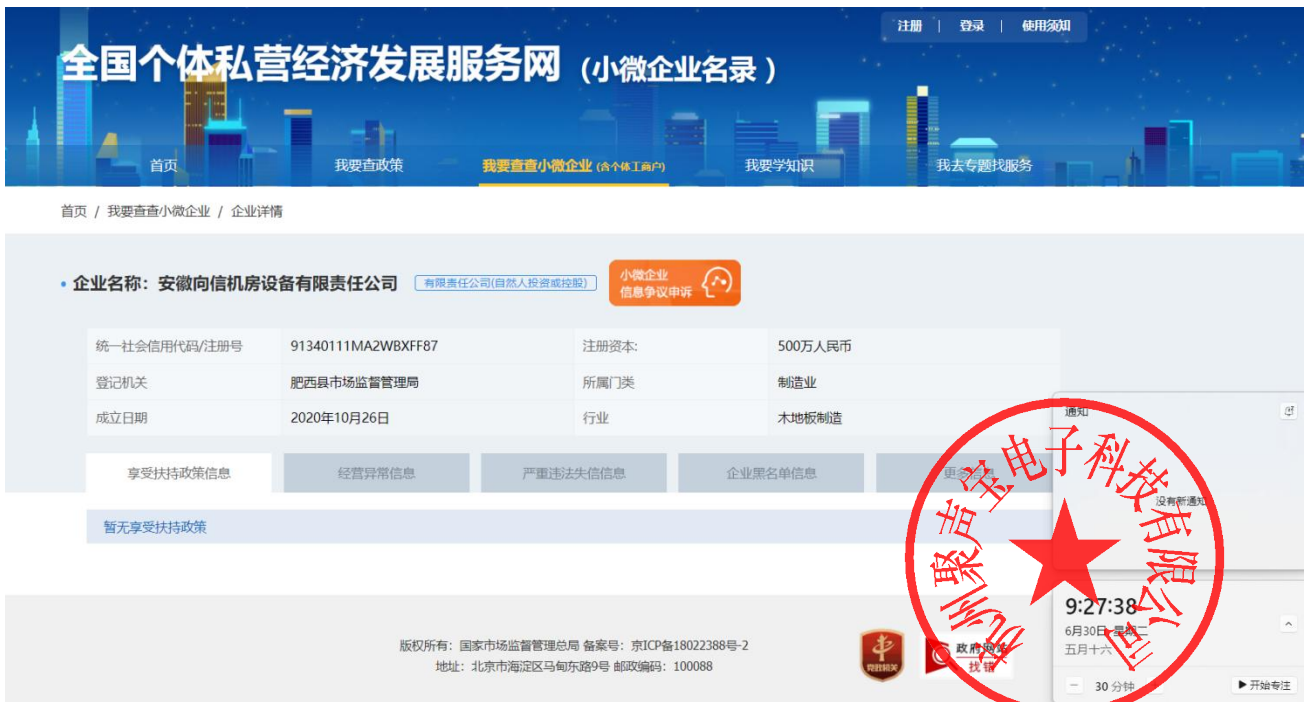 注册 | 登录 | 使用须知
全国个体私营经济发展服务网 (小微企业名录)
首页 我要查政策 我要查查小微企业 (含个体工商户) 我要学知识 我去专题找服务
首页 / 我要查查小微企业 / 企业详情
• 企业名称：安徽向信机房设备有限责任公司 有限责任公司(自然人投资或控股)
小微企业
信息争议申诉
统一社会信用代码/注册号 91340111MA2WBXFF87 注册资本: 500万人民币
登记机关 肥西县市场监督管理局 所属门类 制造业
成立日期 2020年10月26日 行业 木地板制造
享受扶持政策信息 经营异常信息 严重违法失信信息 企业黑名单信息 更多信息
暂无享受扶持政策
通知
没有新通知
聚吉宝电子科技有限公司
版权所有：国家市场监督管理总局 备案号：京ICP备18022388号-2
地址：北京市海淀区马甸东路9号 邮政编码：100088
党政机关
政府网站
找错
9:27:38
6月30日 星期二
五月十六
30 分钟
▶开始专注